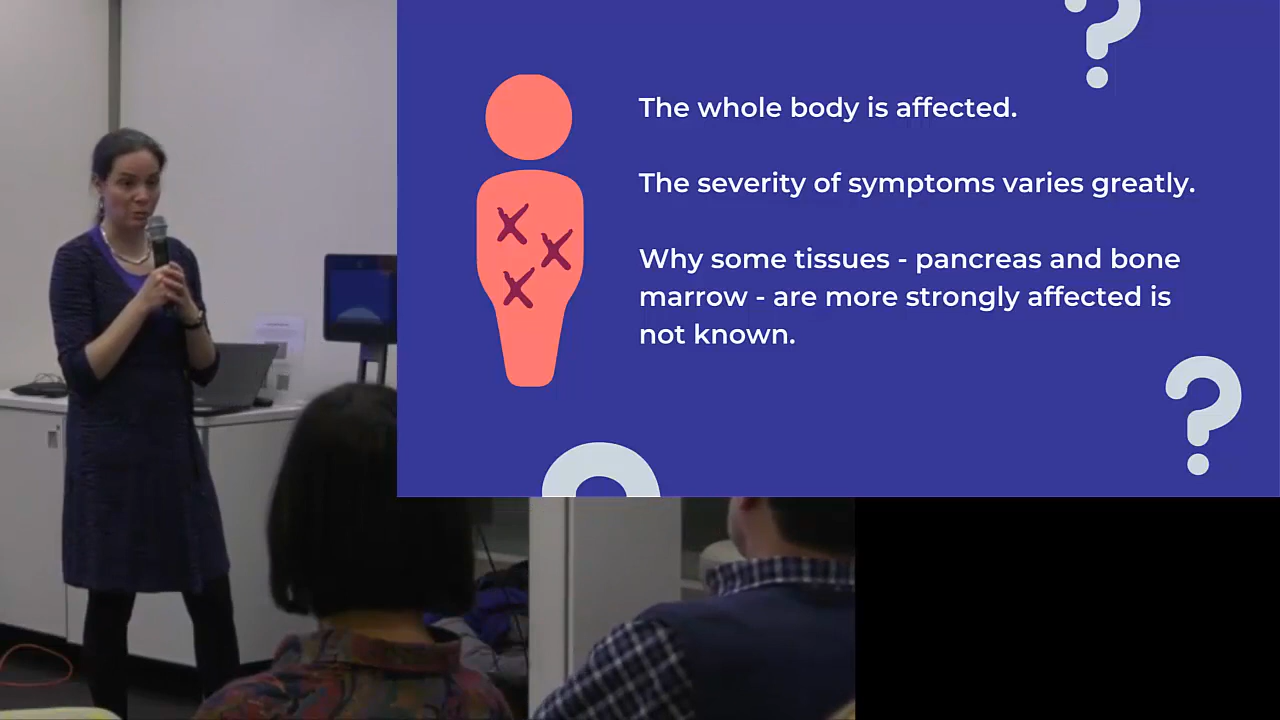 The whole body is affected.
The severity of symptoms varies greatly.
Why some tissues - pancreas and bone
marrow - are more strongly affected is
not known.